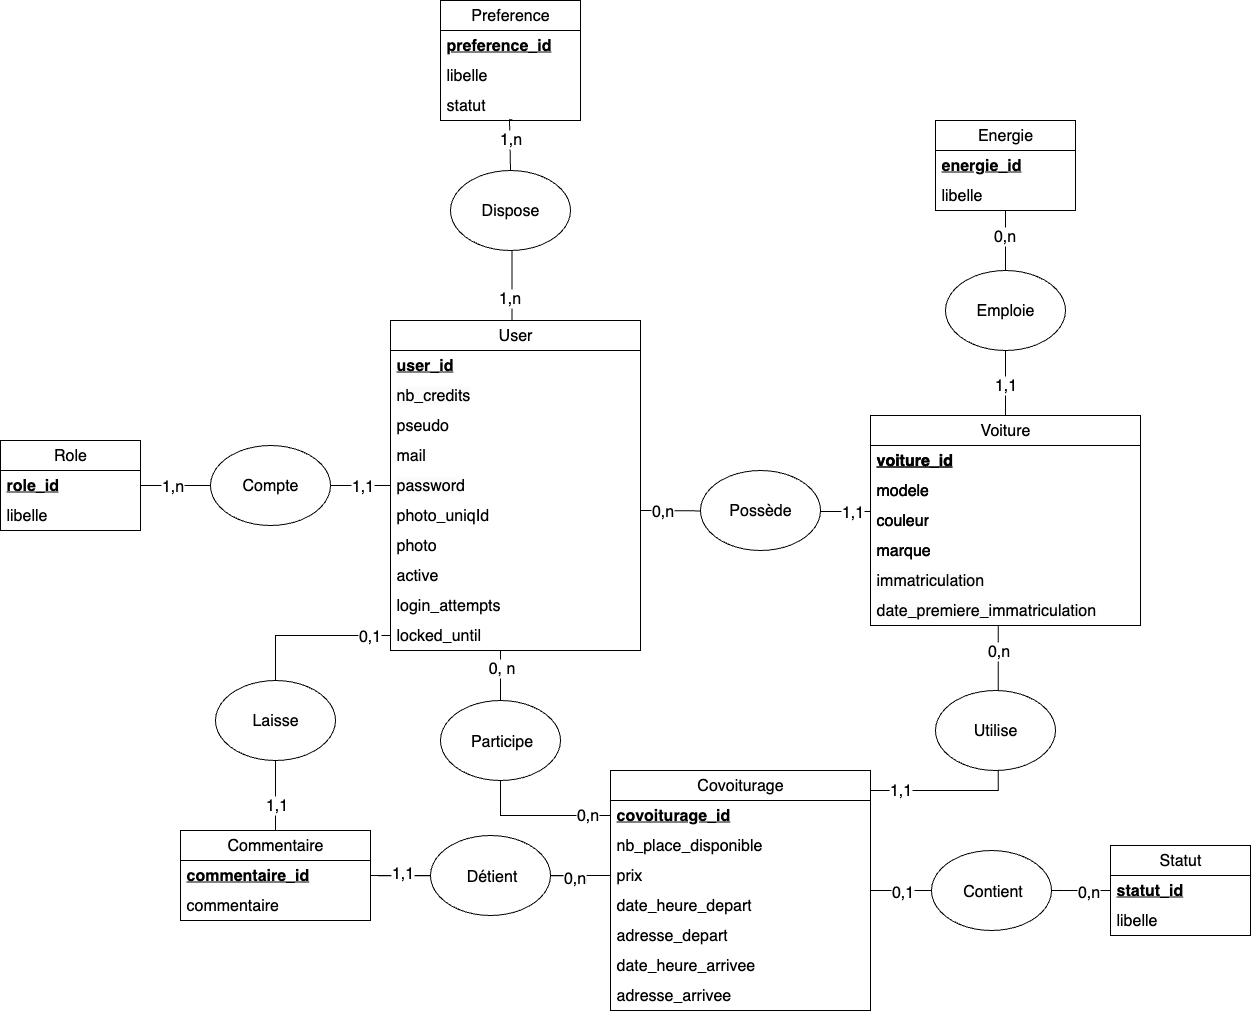 Preference
preference_id
libelle
statut
1,n
Dispose
1,n
Energie
energie_id
libelle
0,n
Emploie
1,1
User
user_id
nb_credits
pseudo
mail
password
photo_uniqId
photo
active
login_attempts
locked_until
Role
role_id
libelle
1,n
Compte
1,1
0,n
Possède
1,1
Voiture
voiture_id
modele
couleur
marque
immatriculation
date_premiere_immatriculation
0,1
Laisse
1,1
0, n
Participe
0,n
0,n
Utilise
1,1
Commentaire
commentaire_id
commentaire
1,1
Détient
0,n
Covoiturage
covoiturage_id
nb_place_disponible
prix
date_heure_depart
adresse_depart
date_heure_arrivee
adresse_arrivee
0,1
Contient
0,n
Statut
statut_id
libelle